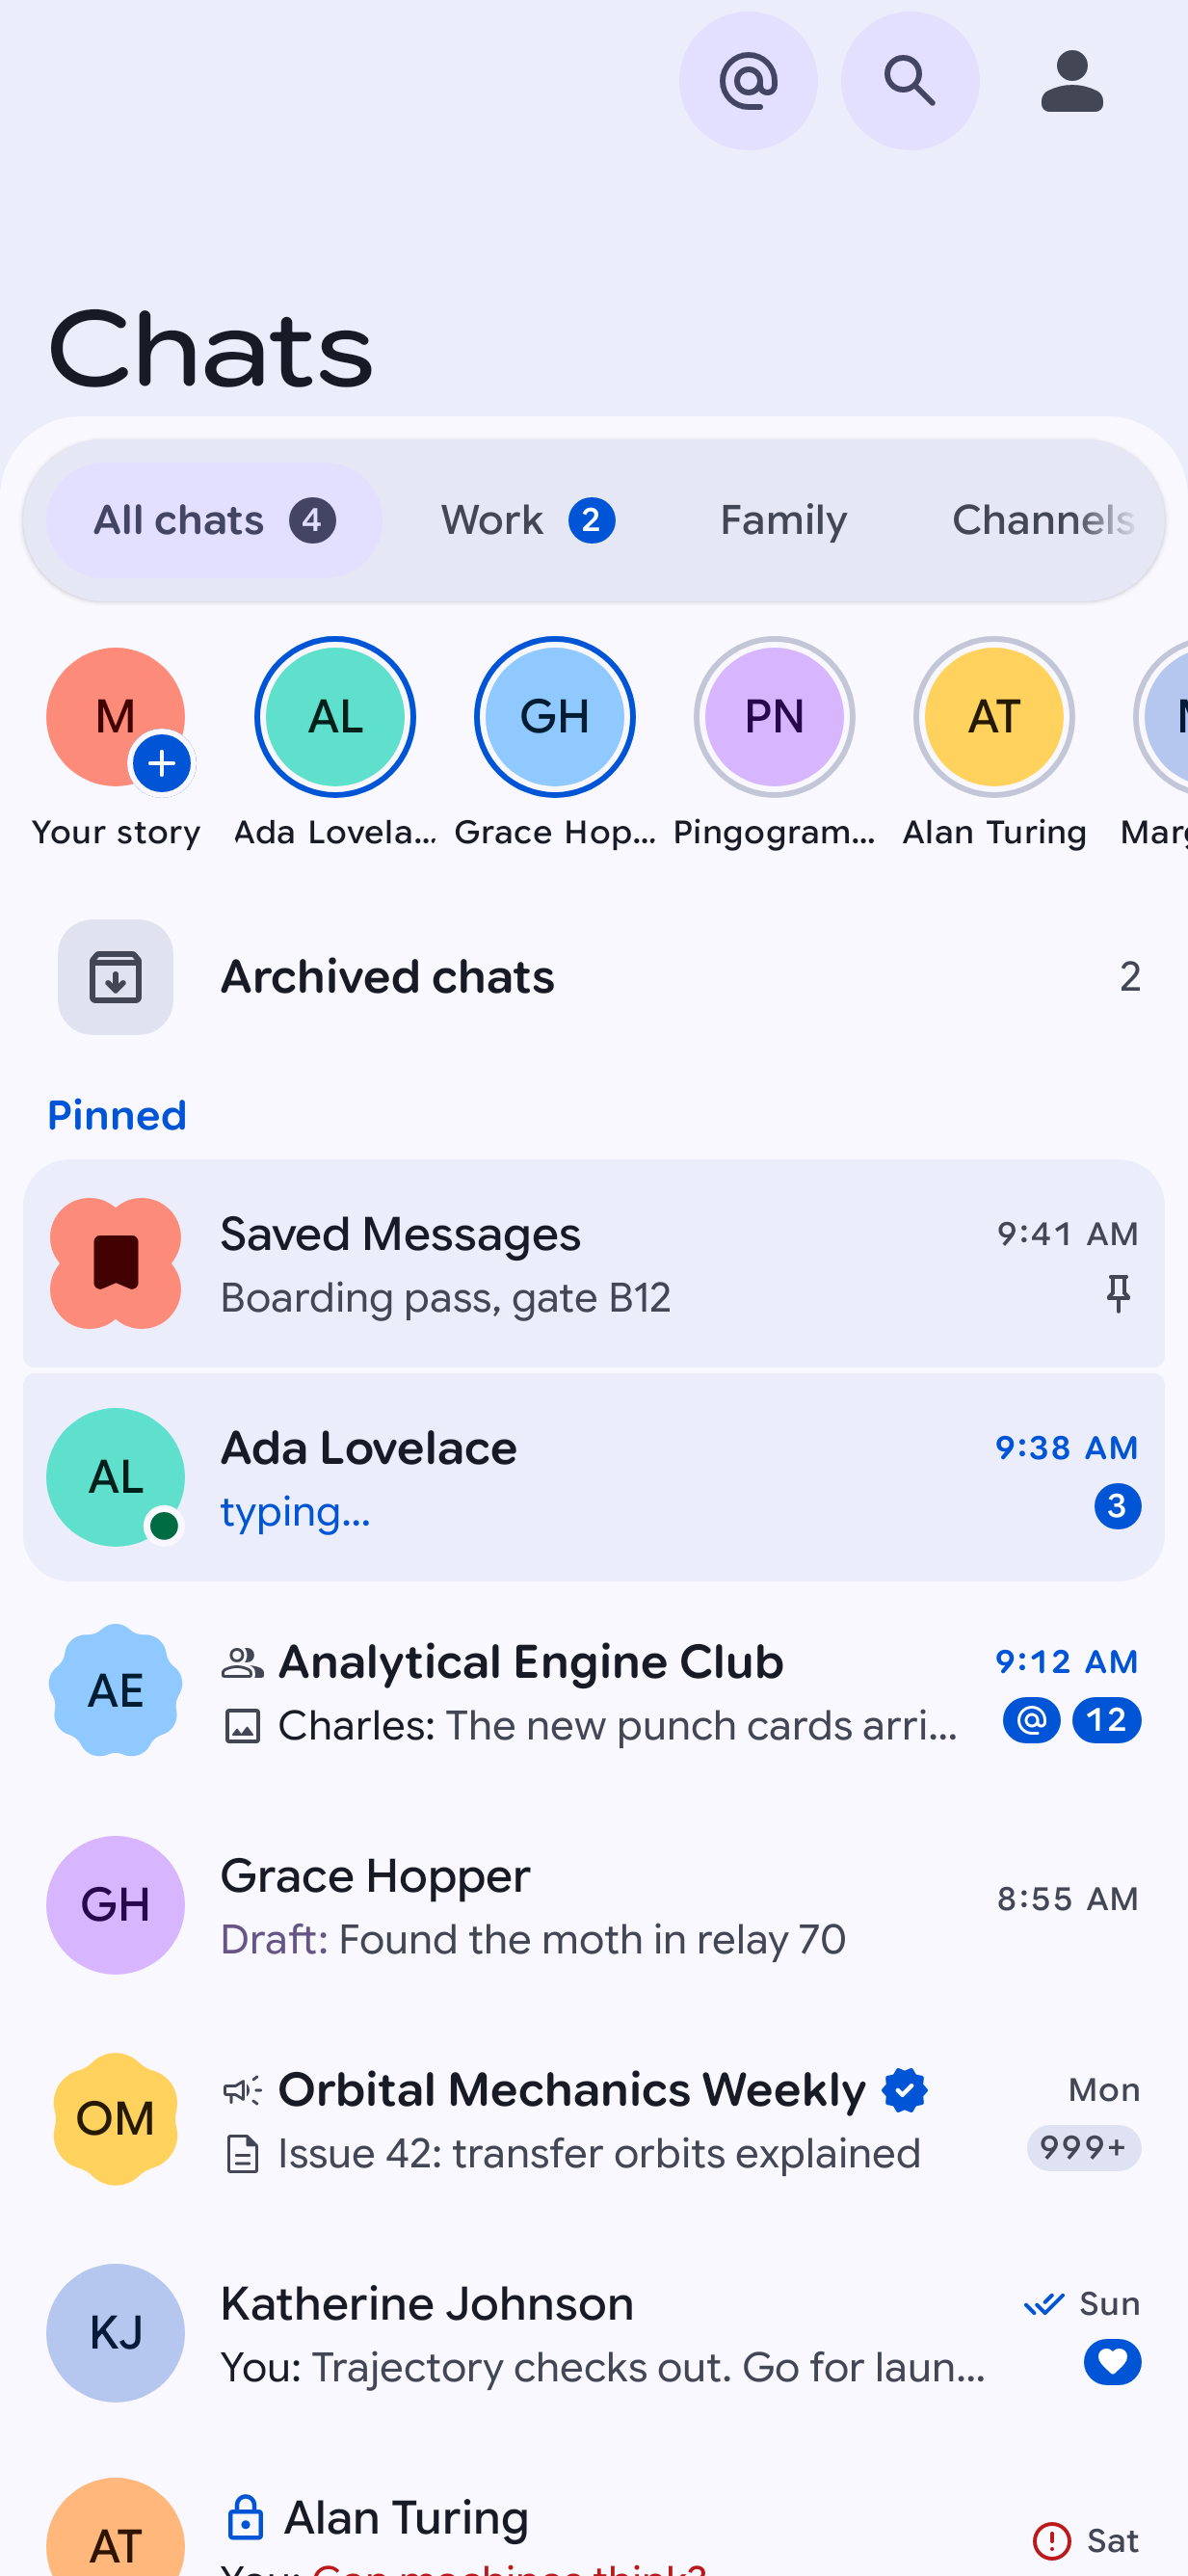 Chats
All chats 4 Work 2 Family Channels
M AL GH PN AT
Your story Ada Lovela... Grace Hop... Pingogram... Alan Turing
Archived chats 2
Pinned
Saved Messages 9:41 AM
Boarding pass, gate B12
AL Ada Lovelace 9:38 AM
typing... 3
AE Analytical Engine Club 9:12 AM
Charles: The new punch cards arri... @ 12
GH Grace Hopper 8:55 AM
Draft: Found the moth in relay 70
OM Orbital Mechanics Weekly Mon
Issue 42: transfer orbits explained 999+
KJ Katherine Johnson Sun
You: Trajectory checks out. Go for laun...
AT Alan Turing Sat
You: Can machines think?